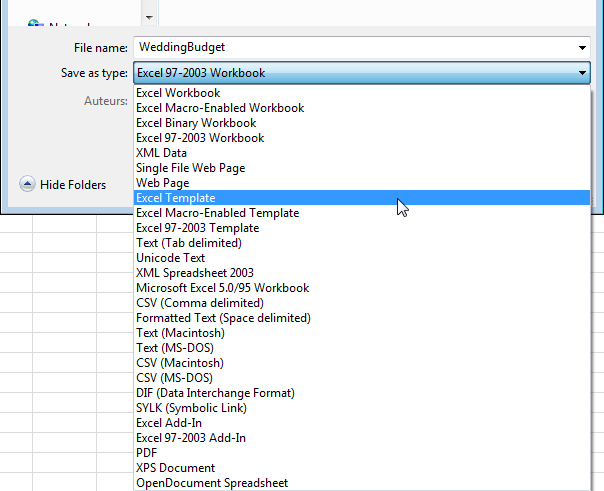 File name: WeddingBudget
Save as type: Excel 97-2003 Workbook
Auteurs:
Excel Workbook
Excel Macro-Enabled Workbook
Excel Binary Workbook
Excel 97-2003 Workbook
XML Data
Single File Web Page
Web Page
Hide Folders
Excel Template
Excel Macro-Enabled Template
Excel 97-2003 Template
Text (Tab delimited)
Unicode Text
XML Spreadsheet 2003
Microsoft Excel 5.0/95 Workbook
CSV (Comma delimited)
Formatted Text (Space delimited)
Text (Macintosh)
Text (MS-DOS)
CSV (Macintosh)
CSV (MS-DOS)
DIF (Data Interchange Format)
SYLK (Symbolic Link)
Excel Add-In
Excel 97-2003 Add-In
PDF
XPS Document
OpenDocument Spreadsheet